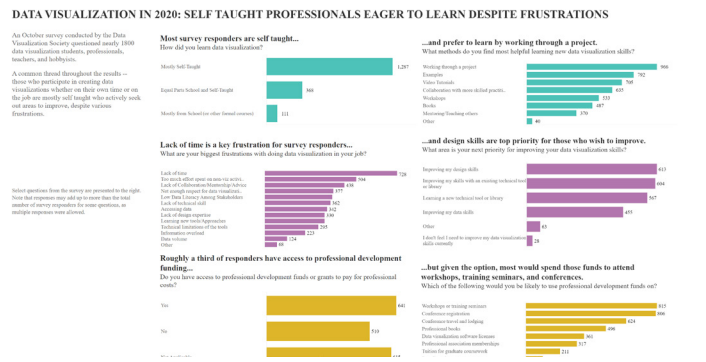 DATA VISUALIZATION IN 2020: SELF TAUGHT PROFESSIONALS EAGER TO LEARN DESPITE FRUSTRATIONS
An October survey conducted by the Data
Visualization Society questioned nearly 1800
data visualization students, professionals,
teachers, and hobbyists.
A common thread throughout the results --
those who participate in creating data
visualizations whether on their own time or on
the job are mostly self taught who actively seek
out areas to improve, despite various
frustrations.
Select questions from the survey are presented to the right.
Note that responses may add up to more than the total
number of survey respondents for some questions, as
multiple responses were allowed.
Most survey responders are self taught...
How did you learn data visualization?
Mostly Self-Taught 1,287
Equal Parts School and Self-Taught
Mostly from School (or other formal courses) 111
...and prefer to learn by working through a project.
What methods do you find most helpful learning new data visualization skills?
Working through a project 966
Examples 792
Video Tutorials 705
Collaboration with more skilled practiti.. 635
Workshops 533
Books 487
Mentoring/Teaching others 370
Other
Lack of time is a key frustration for survey responders...
What are your biggest frustrations with doing data visualization in your job?
Lack of time 728
Too much effort spent on non-viz activi..
Lack of Collaboration/Mentorship/Advice
Not enough respect for data visualizati.. 377
Low Data Literacy Among Stakeholders
Lack of technical skill 362
Accessing data 342
Lack of design expertise
Learning new tools/Approaches
Technical limitations of the tools 295
Information overload 223
Data volume 124
Other
...and design skills are top priority for those who wish to improve.
What area is your next priority for improving your data visualization skills?
Improving my design skills 613
Improving my skills with an existing technical tool 604
or library
Learning a new technical tool or library 567
Improving my data skills 455
Other 63
I don't feel I need to improve my data visualization 28
skills currently
Roughly a third of responders have access to professional development
funding...
Do you have access to professional development funds or grants to pay for professional
costs?
Yes 641
No 510
...but given the option, most would spend those funds to attend
workshops, training seminars, and conferences.
Which of the following would you be likely to use professional development funds on?
Workshops or training seminars 815
Conference registration 806
Conference travel and lodging 624
Professional books 496
Data visualization software licenses 361
Professional association memberships 317
Tuition for graduate coursework 211